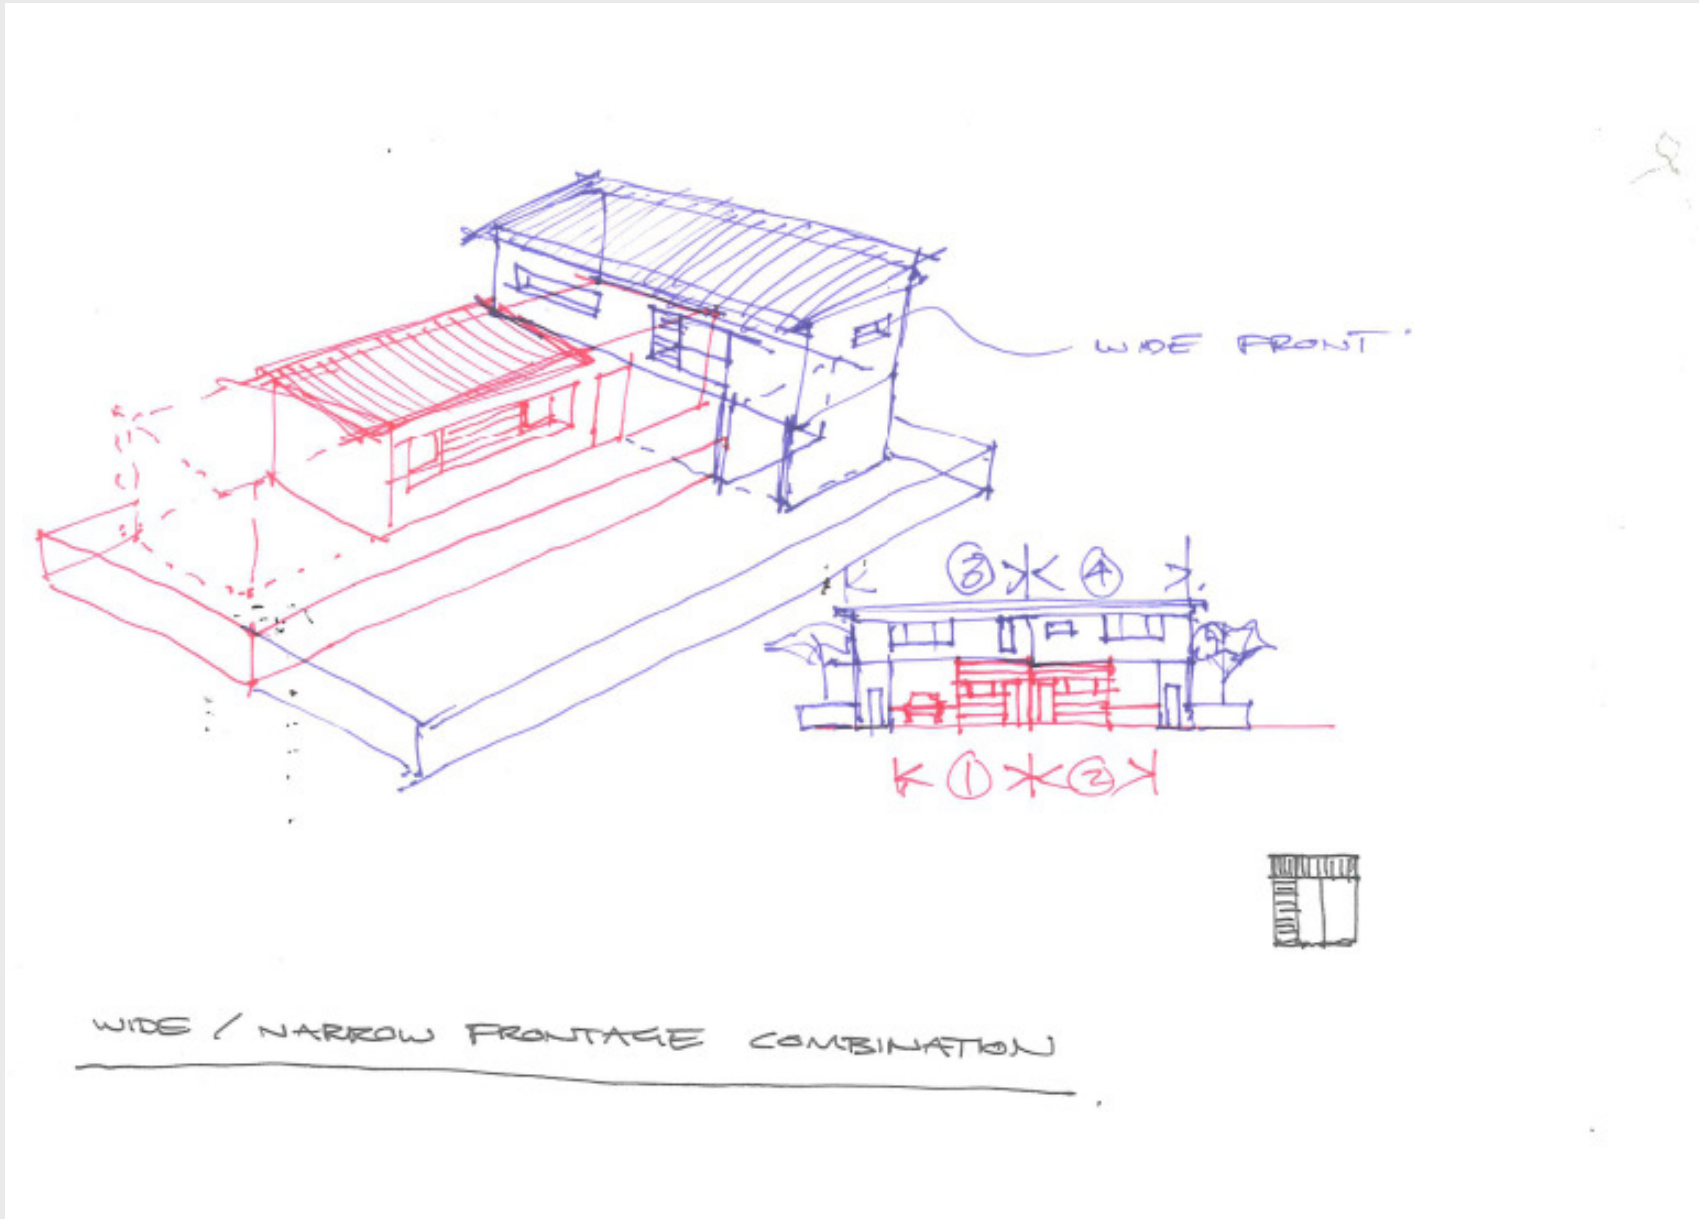 WIDE FRONT
3 4
1 2
WIDE / NARROW FRONTAGE COMBINATION